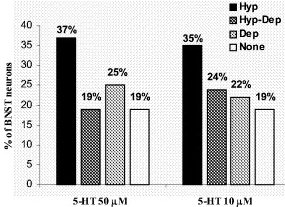 Hyp
Hyp-Dep
Dep
None
% of BNST neurons
40
35
30
25
20
15
10
5
0
37%
19%
25%
19%
35%
24%
22%
19%
5-HT 50 µM
5-HT 10 µM